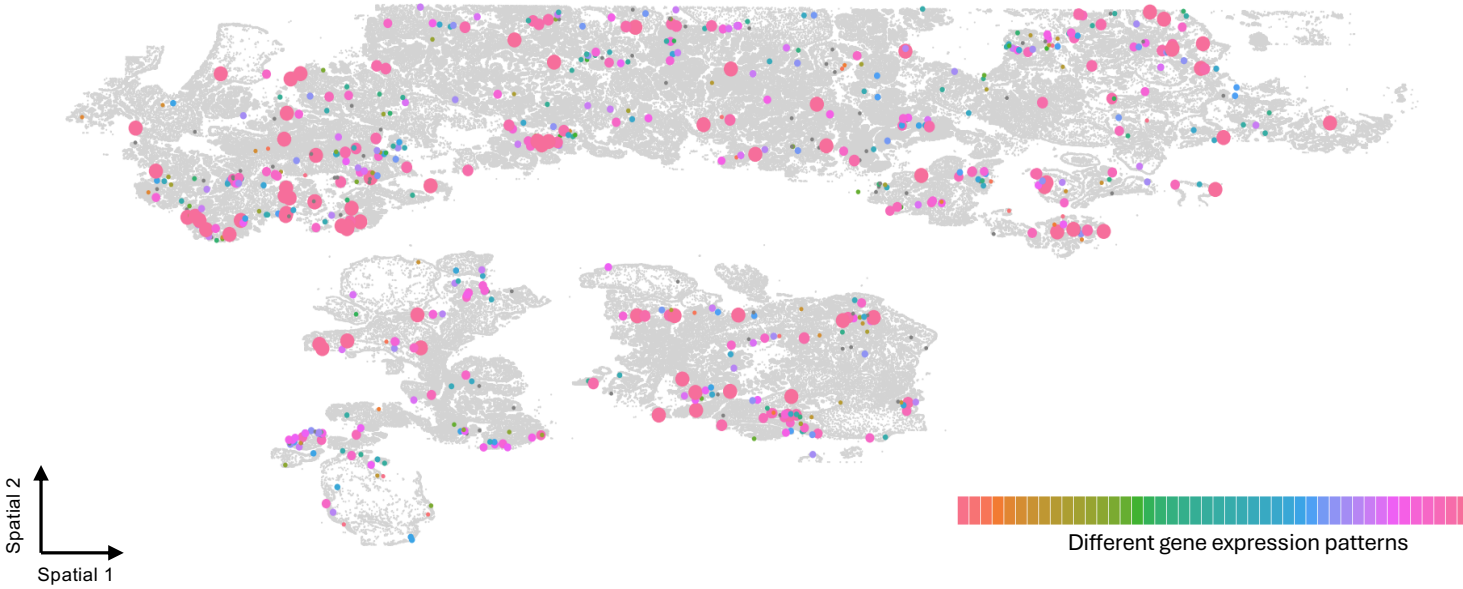 Spatial 2
Spatial 1
Different gene expression patterns